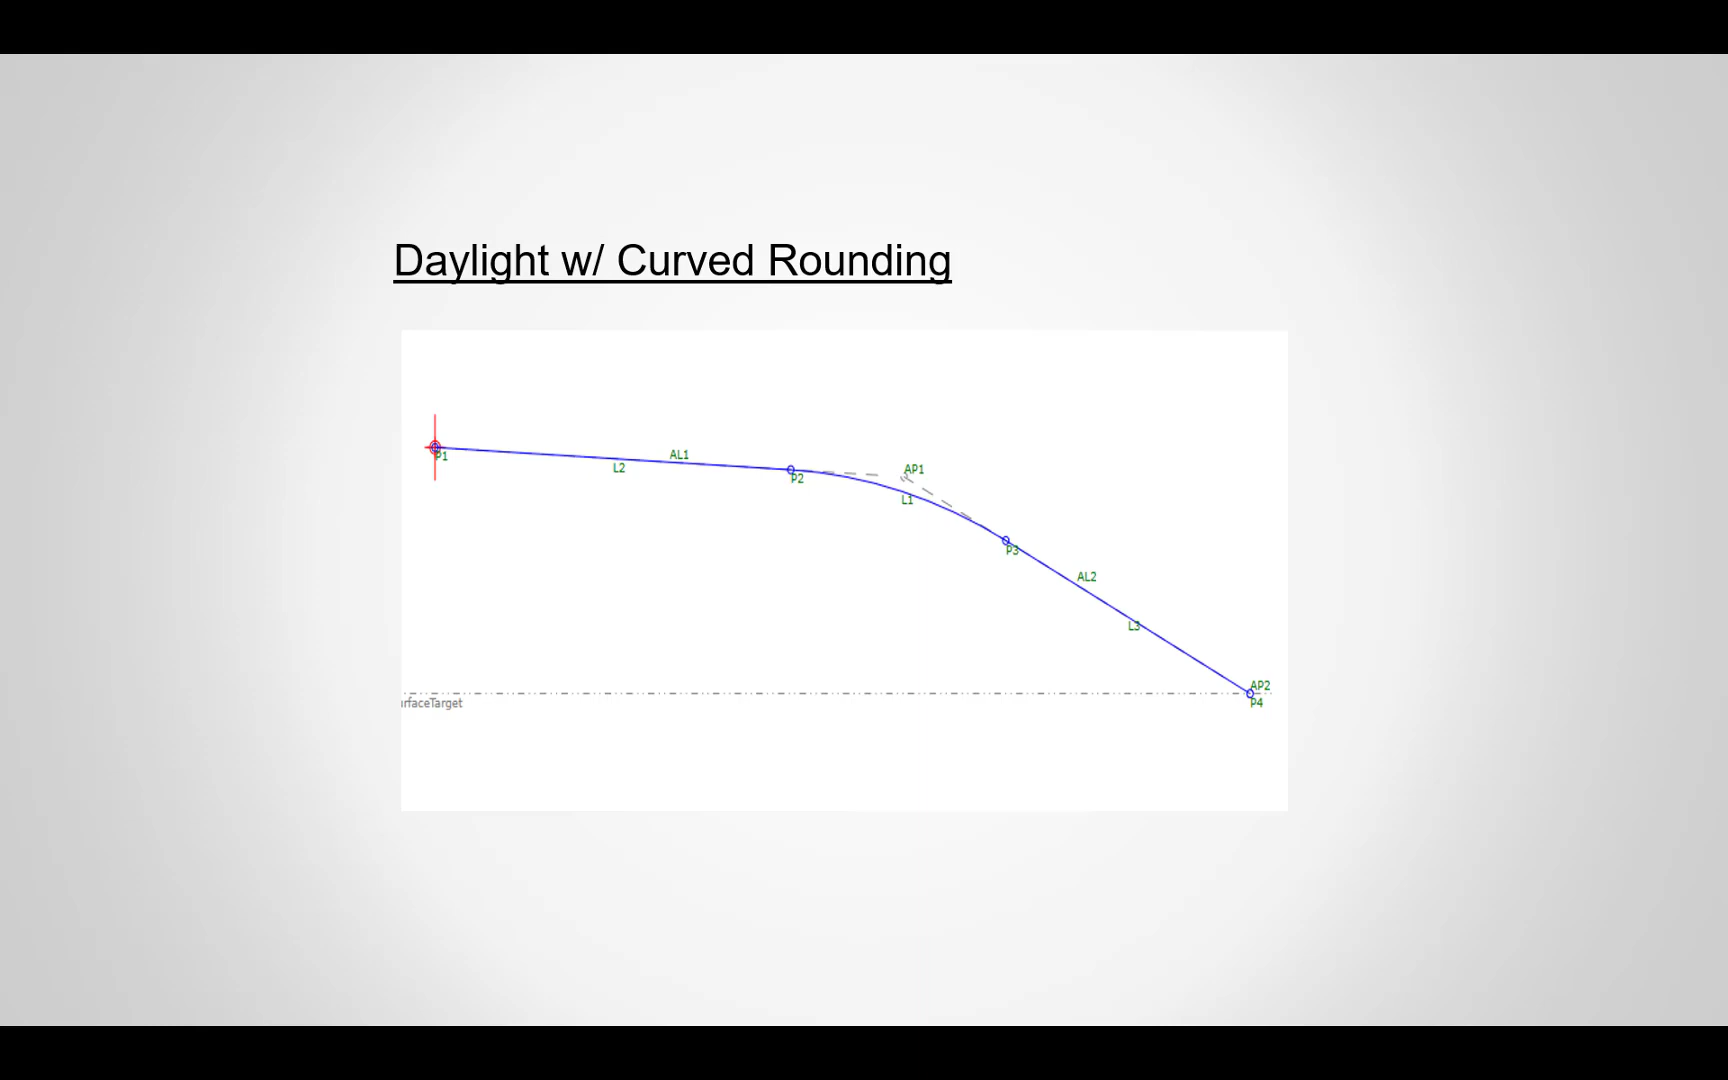 Daylight w/ Curved Rounding
P1
AL1
L2
P2
AP1
L1
P3
AL2
L3
AP2
P4
rfaceTarget